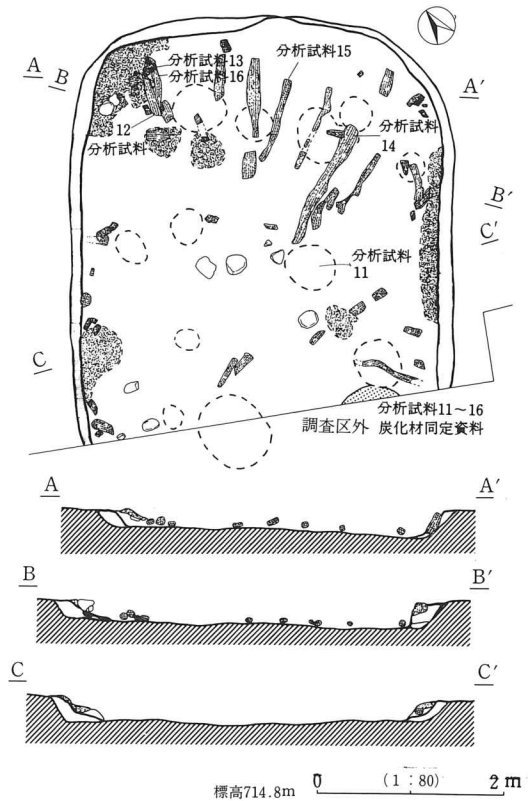 A
B
分析試料13
分析試料16
分析試料15
A′
12
分析試料
分析試料
14
B′
C′
分析試料
11
C
分析試料11～16
調査区外 炭化材同定資料
A
A′
B
B′
C
C′
標高714.8m
0 (1:80) 2m